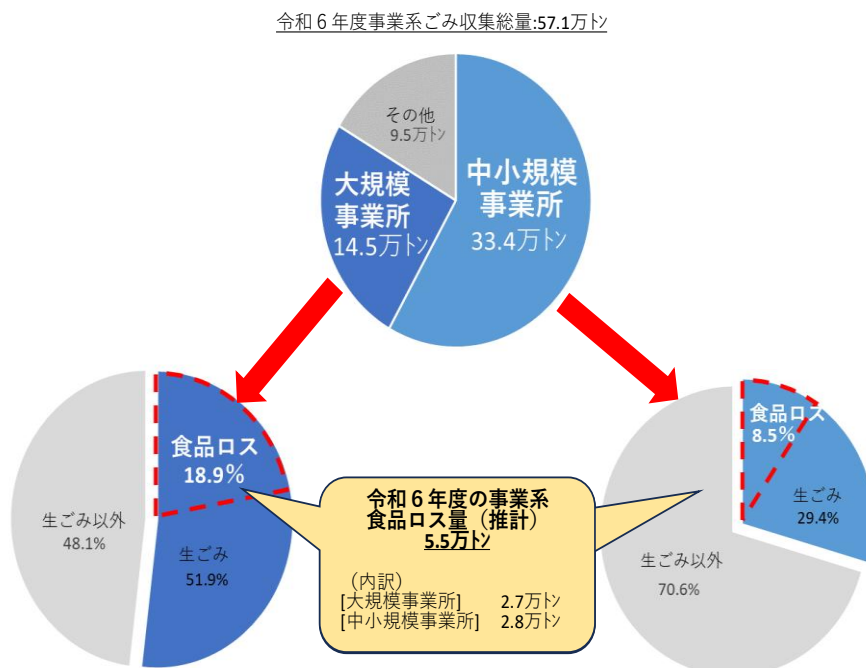 令和６年度事業系ごみ収集総量:57.1万㌧
その他
9.5万㌧
大規模
事業所
14.5万㌧
中小規模
事業所
33.4万㌧
食品ロス
18.9%
生ごみ以外
48.1%
生ごみ
51.9%
令和６年度の事業系
食品ロス量（推計）
5.5万㌧
（内訳）
[大規模事業所] 2.7万㌧
[中小規模事業所] 2.8万㌧
食品ロス
8.5%
生ごみ
29.4%
生ごみ以外
70.6%